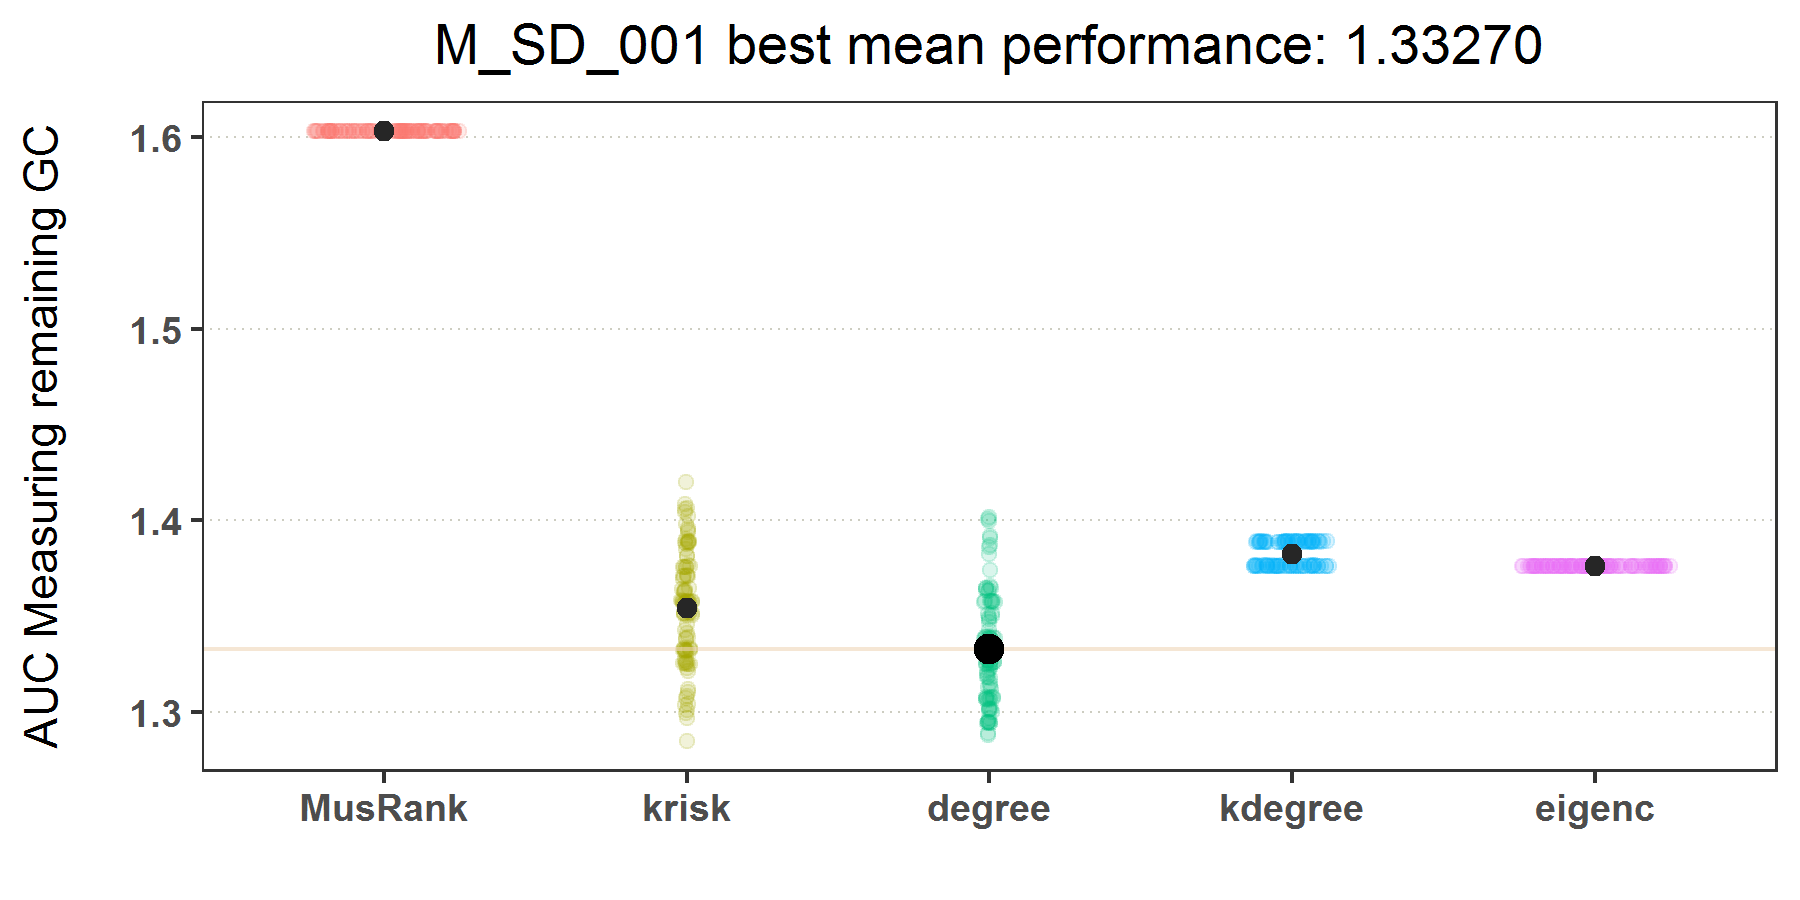 M_SD_001 best mean performance: 1.33270
AUC Measuring remaining GC
1.6
1.5
1.4
1.3
MusRank krisk degree kdegree eigenc